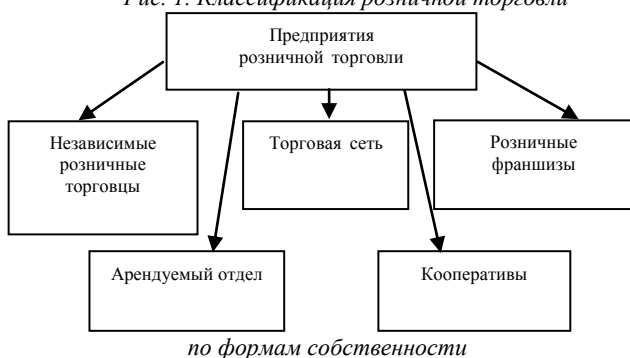 Рис. 1. Классификация розничной торговли
Предприятия
розничной торговли
Независимые
розничные
торговцы
Торговая сеть
Розничные
франшизы
Арендуемый отдел
Кооперативы
по формам собственности